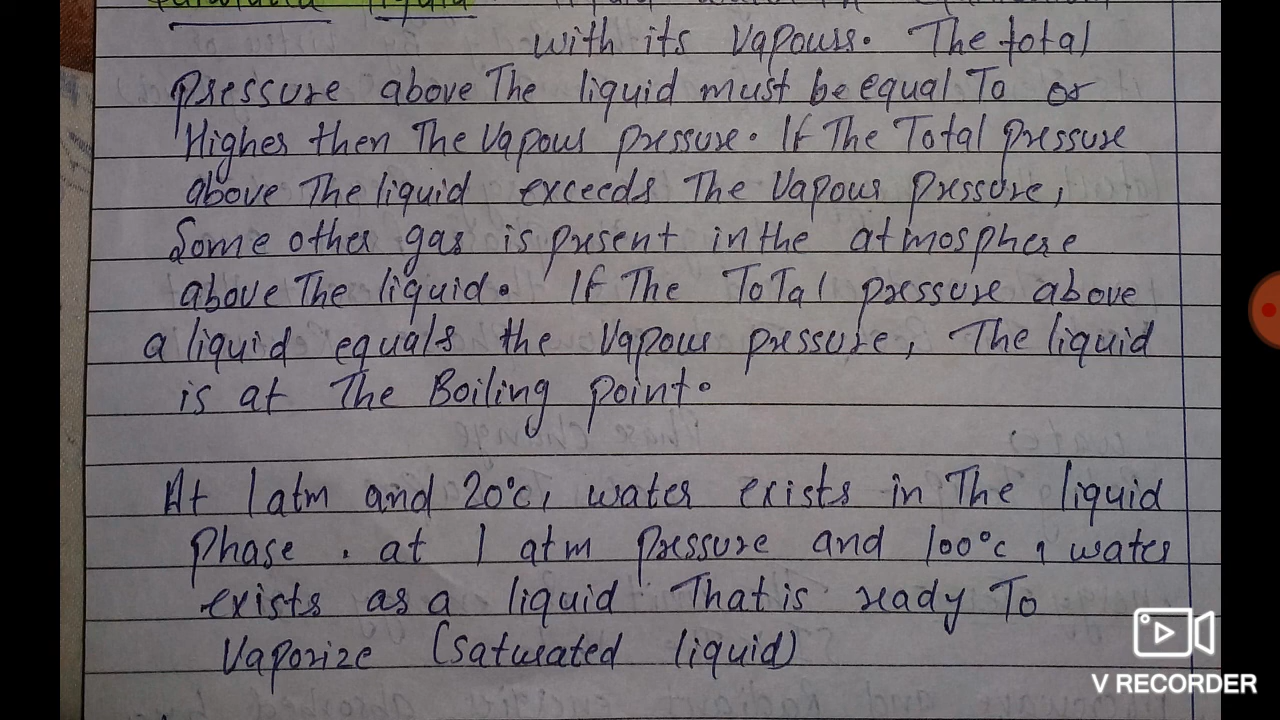 Saturated liquid
with its Vapours. The total
pressure above The liquid must be equal To or
Higher then The Vapour pressure. If The Total pressure
above The liquid exceeds The Vapour pressure,
Some other gas is present in the atmosphere
above The liquid. If The ToTal pressure above
a liquid equals the Vapour pressure, The liquid
is at The Boiling point.
At 1 atm and 20°C, water exists in The liquid
Phase. at 1 atm pressure and 100°C, water
exists as a liquid That is ready To
Vaporize (saturated liquid)
V RECORDER